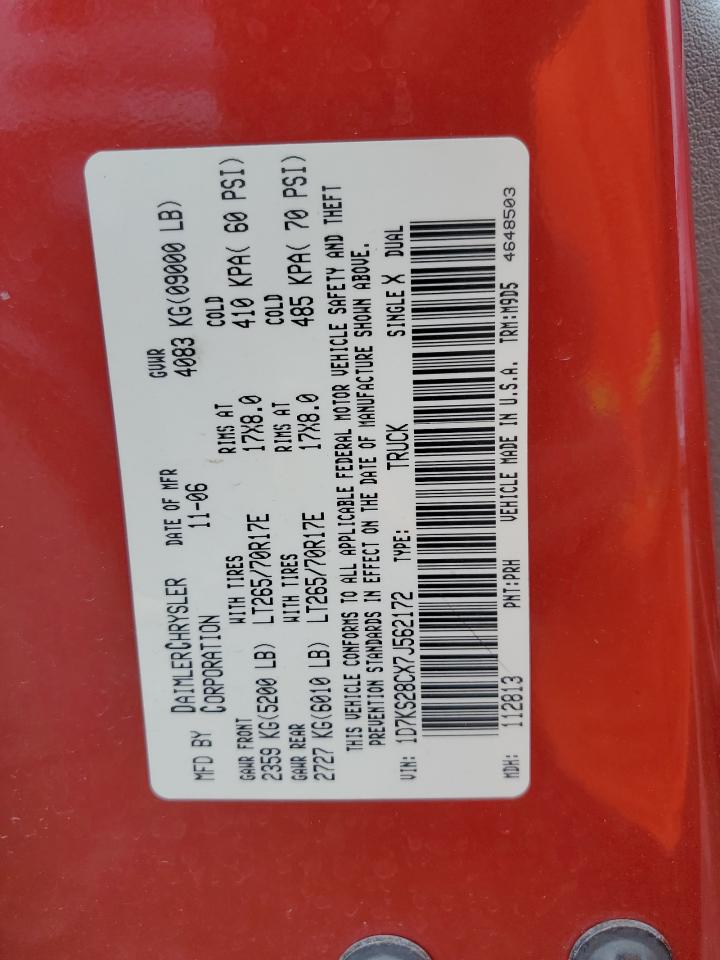 MFD BY DAIMLERCHRYSLER CORPORATION DATE OF MFR 11-06 GVWR 4083 KG(09000 LB)
GAWR FRONT WITH TIRES RIMS AT COLD
2359 KG(5200 LB) LT265/70R17E 17X8.0 410 KPA( 60 PSI)
GAWR REAR WITH TIRES RIMS AT COLD
2727 KG(6010 LB) LT265/70R17E 17X8.0 485 KPA( 70 PSI)
THIS VEHICLE CONFORMS TO ALL APPLICABLE FEDERAL MOTOR VEHICLE SAFETY AND THEFT
PREVENTION STANDARDS IN EFFECT ON THE DATE OF MANUFACTURE SHOWN ABOVE.
VIN: 1D7KS28CX7J562172 TYPE: TRUCK SINGLE X DUAL
MDH: 112813 PNT:PRH VEHICLE MADE IN U.S.A. TRM:M9D5 4648503